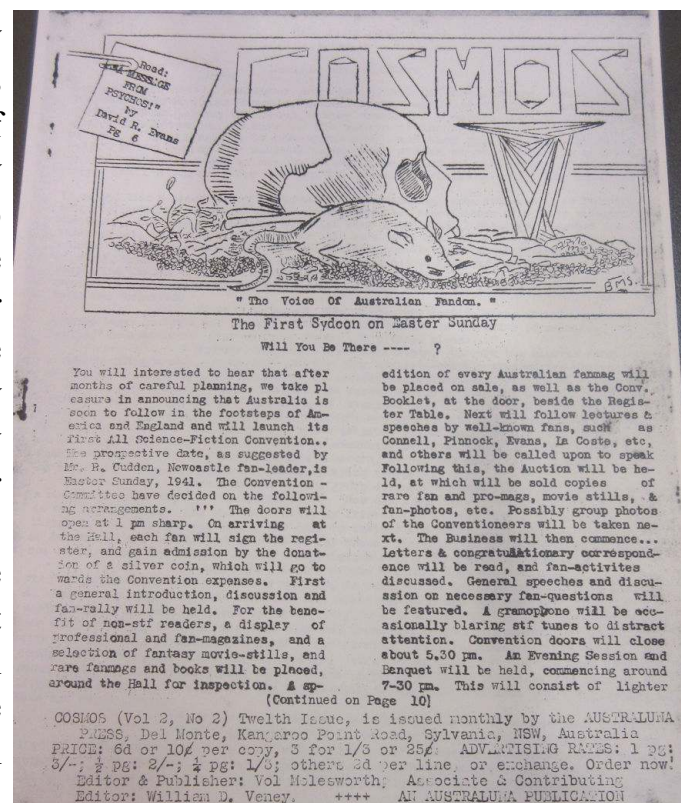 Read:
"A MESSAGE
FROM
PSYCHOS!"
by
David R. Evans
Pg 6
COSMOS
BMS.
" The Voice Of Australian Fandom. "
The First Sydcon on Easter Sunday
Will You Be There ---- ?
You will interested to hear that after
months of careful planning, we take pl
easure in announcing that Australia is
soon to follow in the footsteps of Am-
erica and England and will launch its
first All Science-Fiction Convention..
The prospective date, as suggested by
Mr. R. Cudden, Newcastle fan-leader,is
Easter Sunday, 1941. The Convention -
Committee have decided on the followi-
ng arrangements. ''' The doors will
open at 1 pm sharp. On arriving at
the Hall, each fan will sign the regi-
ster, and gain admission by the donat-
ion of a silver coin, which will go to
wards the Convention expenses. First
a general introduction, discussion and
fan-rally will be held. For the bene-
fit of non-stf readers, a display of
professional and fan-magazines, and a
selection of fantasy movie-stills, and
rare fanmags and books will be placed,
around the Hall for inspection. A sp-
edition of every Australian fanmag will
be placed on sale, as well as the Conv.
Booklet, at the door, beside the Regis-
ter Table. Next will follow lectures &
speeches by well-known fans, such as
Connell, Pinnock, Evans, La Coste, etc,
and others will be called upon to speak
Following this, the Auction will be he-
ld, at which will be sold copies of
rare fan and pro-mags, movie stills, &
fan-photos, etc. Possibly group photos
of the Conventioneers will be taken ne-
xt. The Business will then commence...
Letters & congratulationary correspond-
ence will be read, and fan-activites
discussed. General speeches and discu-
ssion on necessary fan-questions will
be featured. A gramophone will be occ-
asionally blaring stf tunes to distract
attention. Convention doors will close
about 5.30 pm. An Evening Session and
Banquet will be held, commencing around
7-30 pm. This will consist of lighter
(Continued on Page 10)
COSMOS (Vol 2, No 2) Twelth Issue, is issued monthly by the AUSTRALUNA
PRESS, Del Monte, Kangaroo Point Road, Sylvania, NSW, Australia
PRICE: 6d or 10¢ per copy, 3 for 1/3 or 25¢. ADVERTISING RATES: 1 pg:
3/-; ½ pg: 2/-; ¼ pg: 1/3; others 2d per line, or exchange. Order now!
Editor & Publisher: Vol Molesworth; Associate & Contributing
Editor: William D. Veney. ++++ AN AUSTRALUNA PUBLICATION